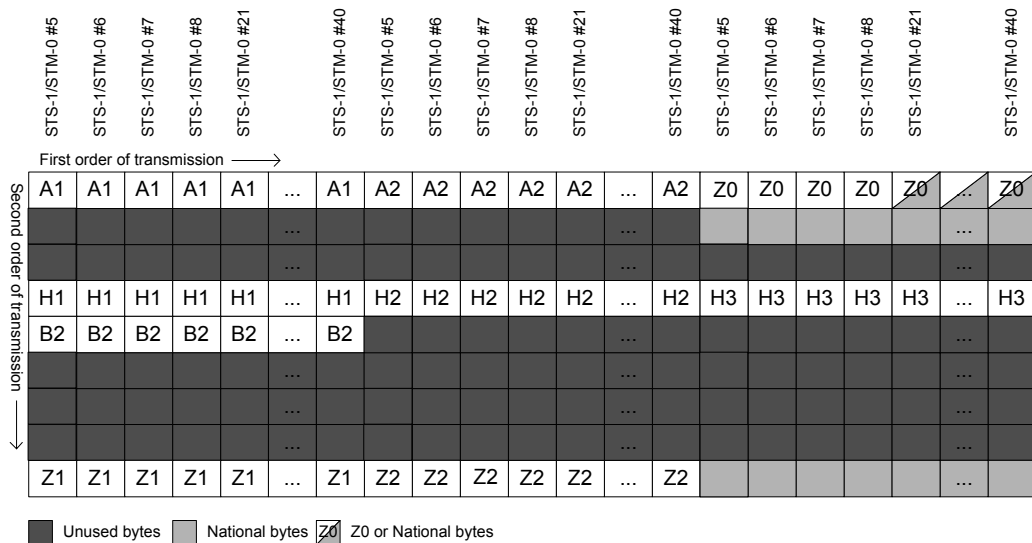 STS-1/STM-0 #5 STS-1/STM-0 #6 STS-1/STM-0 #7 STS-1/STM-0 #8 STS-1/STM-0 #21 STS-1/STM-0 #40 STS-1/STM-0 #5 STS-1/STM-0 #6 STS-1/STM-0 #7 STS-1/STM-0 #8 STS-1/STM-0 #21 STS-1/STM-0 #40 STS-1/STM-0 #5 STS-1/STM-0 #6 STS-1/STM-0 #7 STS-1/STM-0 #8 STS-1/STM-0 #21 STS-1/STM-0 #40
First order of transmission
Second order of transmission
A1 A1 A1 A1 A1 ... A1 A2 A2 A2 A2 A2 ... A2 Z0 Z0 Z0 Z0 Z0 ... Z0
... ... ...
... ... ...
H1 H1 H1 H1 H1 ... H1 H2 H2 H2 H2 H2 ... H2 H3 H3 H3 H3 H3 ... H3
B2 B2 B2 B2 B2 ... B2 ... ...
... ... ...
... ... ...
... ... ...
Z1 Z1 Z1 Z1 Z1 ... Z1 Z2 Z2 Z2 Z2 Z2 ... Z2 ...
Unused bytes National bytes Z0 Z0 or National bytes